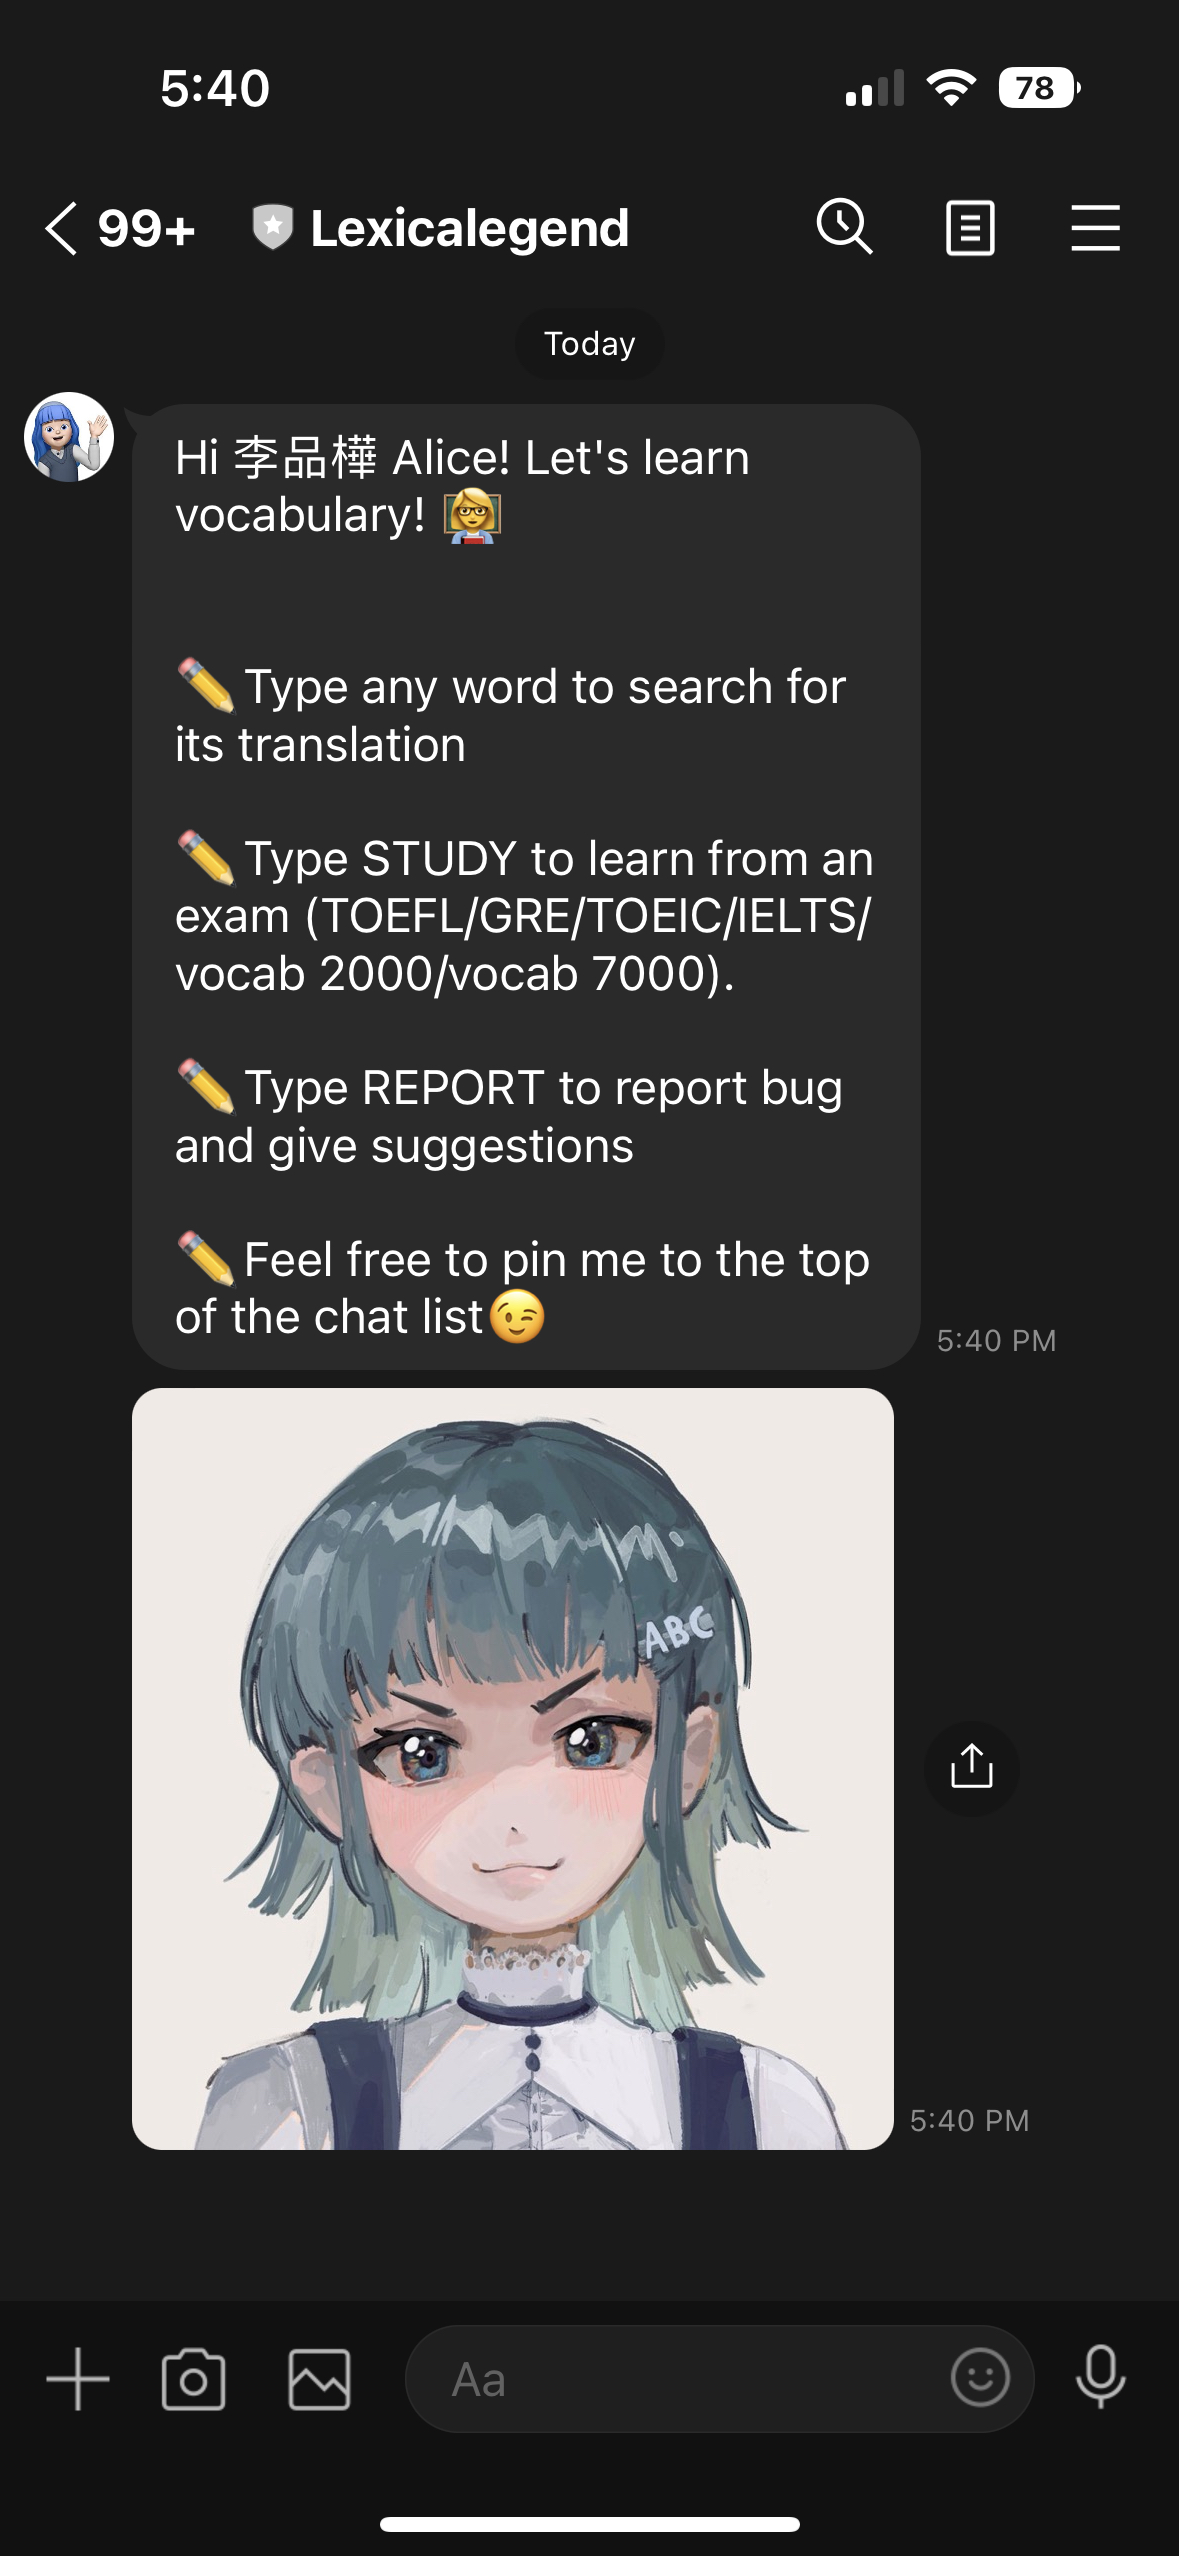 5:40
78
99+
Lexicalegend
Today
Hi 李品樺 Alice! Let's learn
vocabulary! 👩‍🏫
✏️Type any word to search for
its translation
✏️Type STUDY to learn from an
exam (TOEFL/GRE/TOEIC/IELTS/
vocab 2000/vocab 7000).
✏️Type REPORT to report bug
and give suggestions
✏️Feel free to pin me to the top
of the chat list😉
5:40 PM
ABC
5:40 PM
Aa